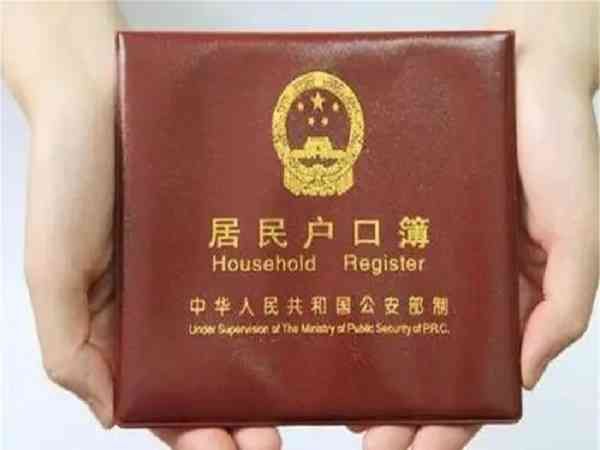 居民户口簿
Household Register
中华人民共和国公安部制
Under Supervision of The Ministry of Public Security of P.R.C.